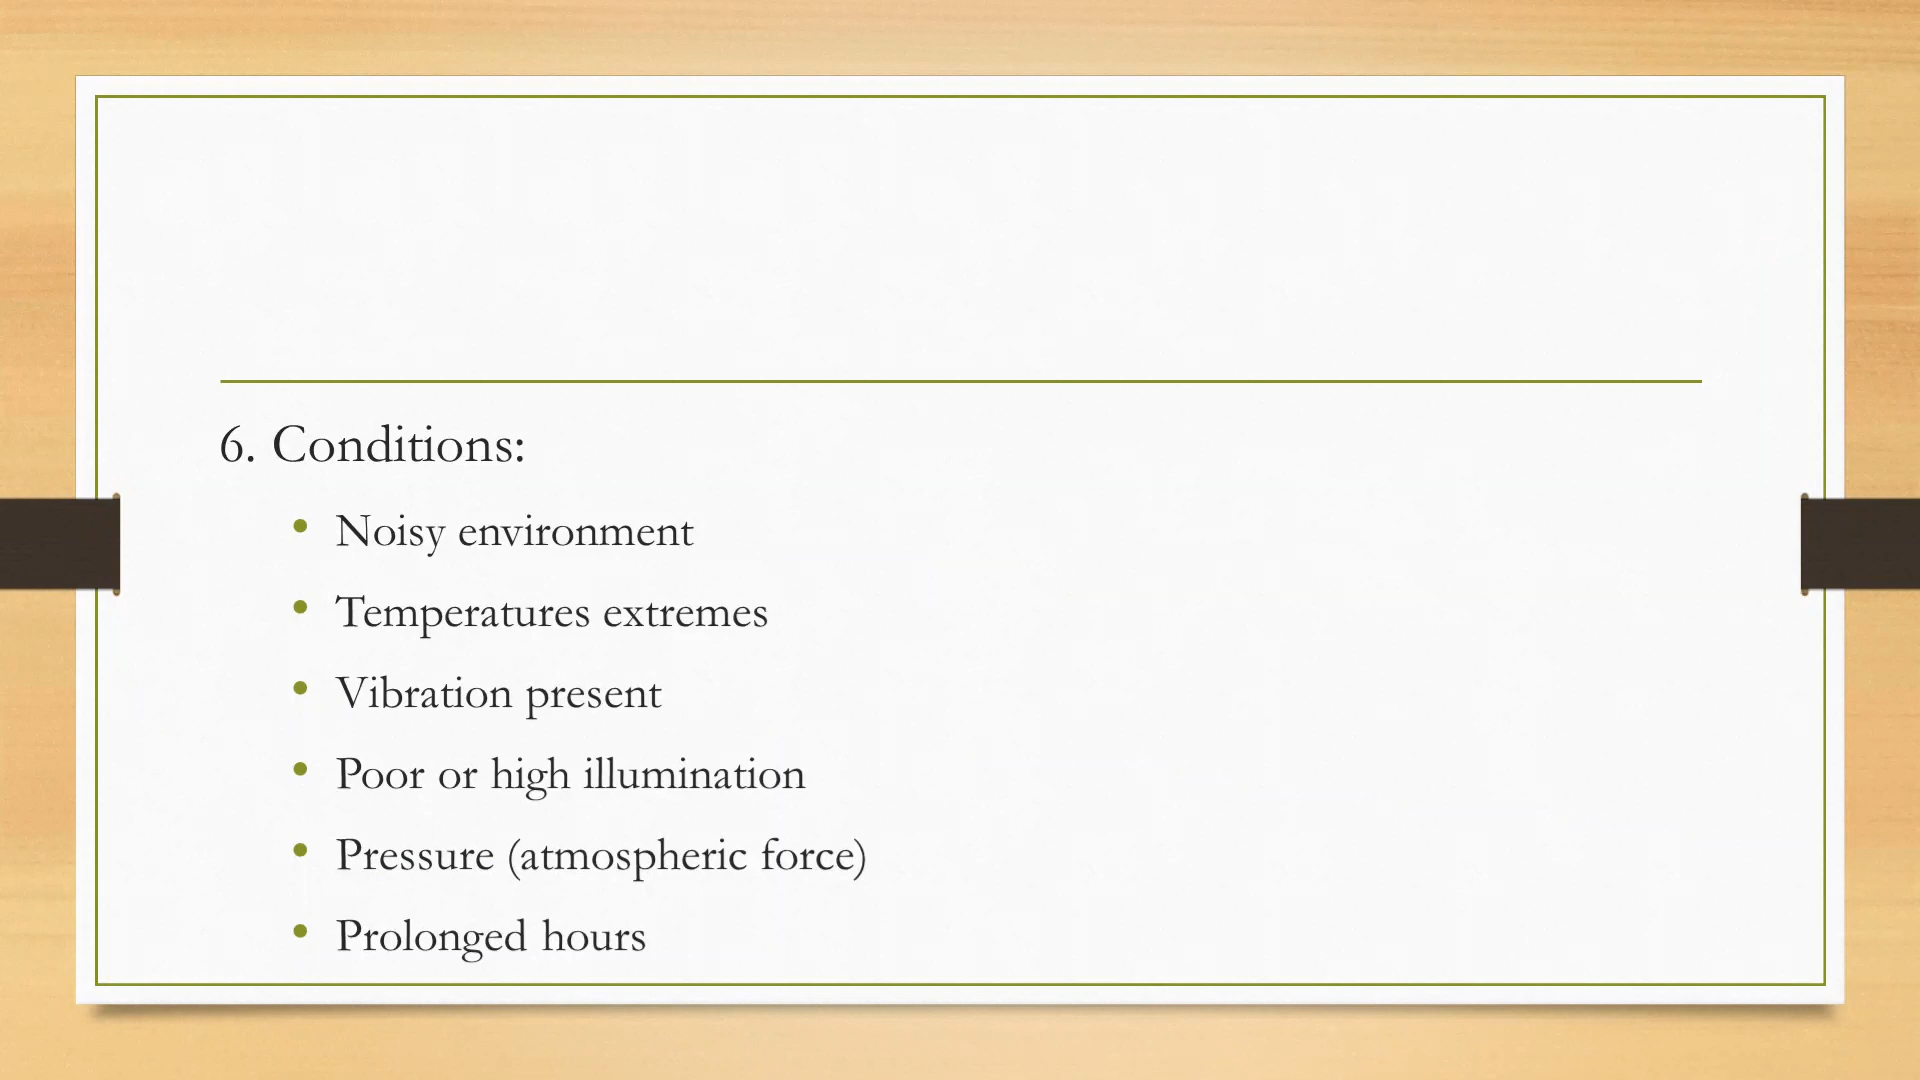 6. Conditions:
• Noisy environment
• Temperatures extremes
• Vibration present
• Poor or high illumination
• Pressure (atmospheric force)
• Prolonged hours